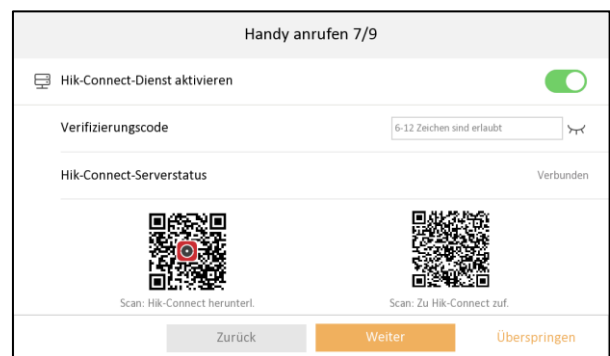 Handy anrufen 7/9
Hik-Connect-Dienst aktivieren
Verifizierungscode
6-12 Zeichen sind erlaubt
Hik-Connect-Serverstatus
Verbunden
Scan: Hik-Connect herunterl.
Scan: Zu Hik-Connect zuf.
Zurück
Weiter
Überspringen